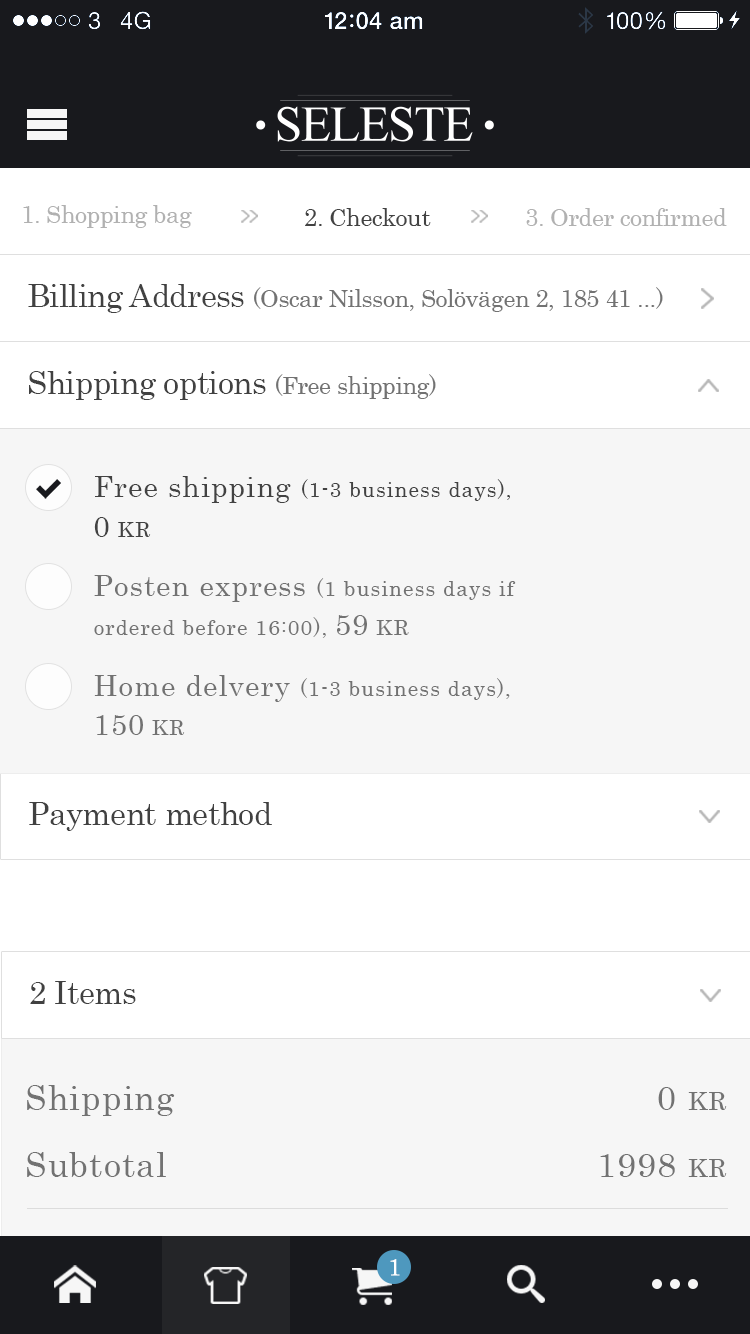 3 4G 12:04 am 100%
· SELESTE ·
1. Shopping bag » 2. Checkout » 3. Order confirmed
Billing Address (Oscar Nilsson, Solövägen 2, 185 41 ...)
Shipping options (Free shipping)
Free shipping (1-3 business days),
0 KR
Posten express (1 business days if
ordered before 16:00), 59 KR
Home delvery (1-3 business days),
150 KR
Payment method
2 Items
Shipping 0 KR
Subtotal 1998 KR
1